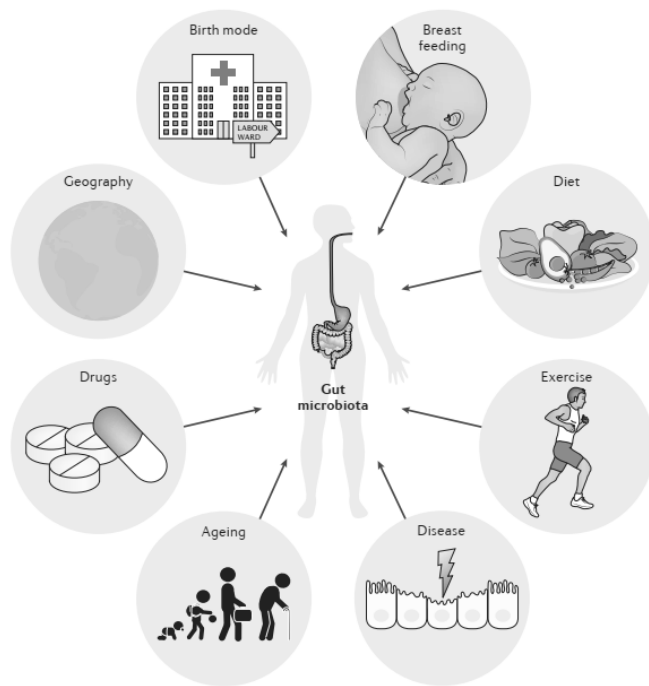 Birth mode
LABOUR
WARD
Breast
feeding
Geography
Diet
Drugs
Gut
microbiota
Exercise
Ageing
Disease